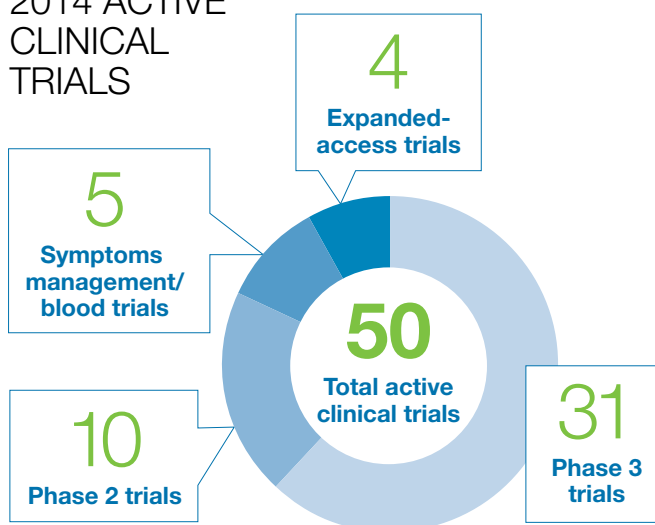 2014 ACTIVE
CLINICAL
TRIALS
4
Expanded-
access trials
5
Symptoms
management/
blood trials
50
Total active
clinical trials
10
Phase 2 trials
31
Phase 3
trials